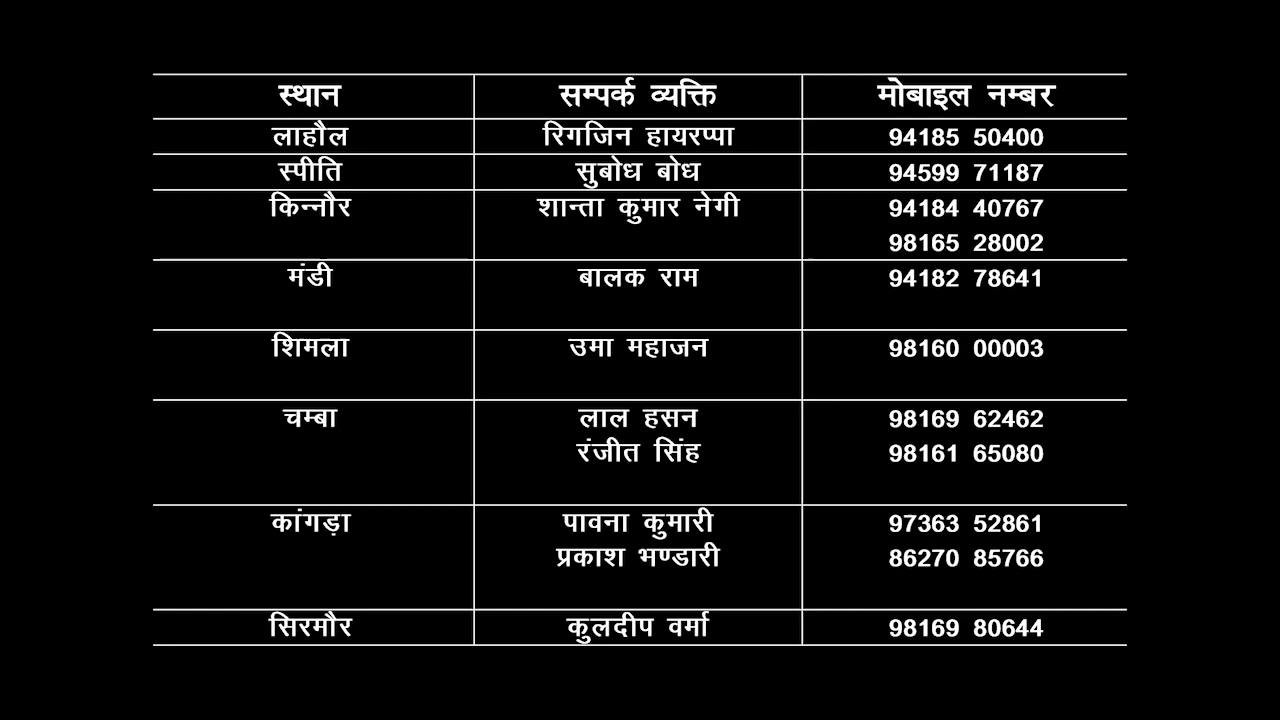 स्थान सम्पर्क व्यक्ति मोबाइल नम्बर
लाहौल रिगजिन हायरप्पा 94185 50400
स्पीति सुबोध बोध 94599 71187
किन्नौर शान्ता कुमार नेगी 94184 40767
98165 28002
मंडी बालक राम 94182 78641
शिमला उमा महाजन 98160 00003
चम्बा लाल हसन 98169 62462
रंजीत सिंह 98161 65080
कांगड़ा पावना कुमारी 97363 52861
प्रकाश भण्डारी 86270 85766
सिरमौर कुलदीप वर्मा 98169 80644